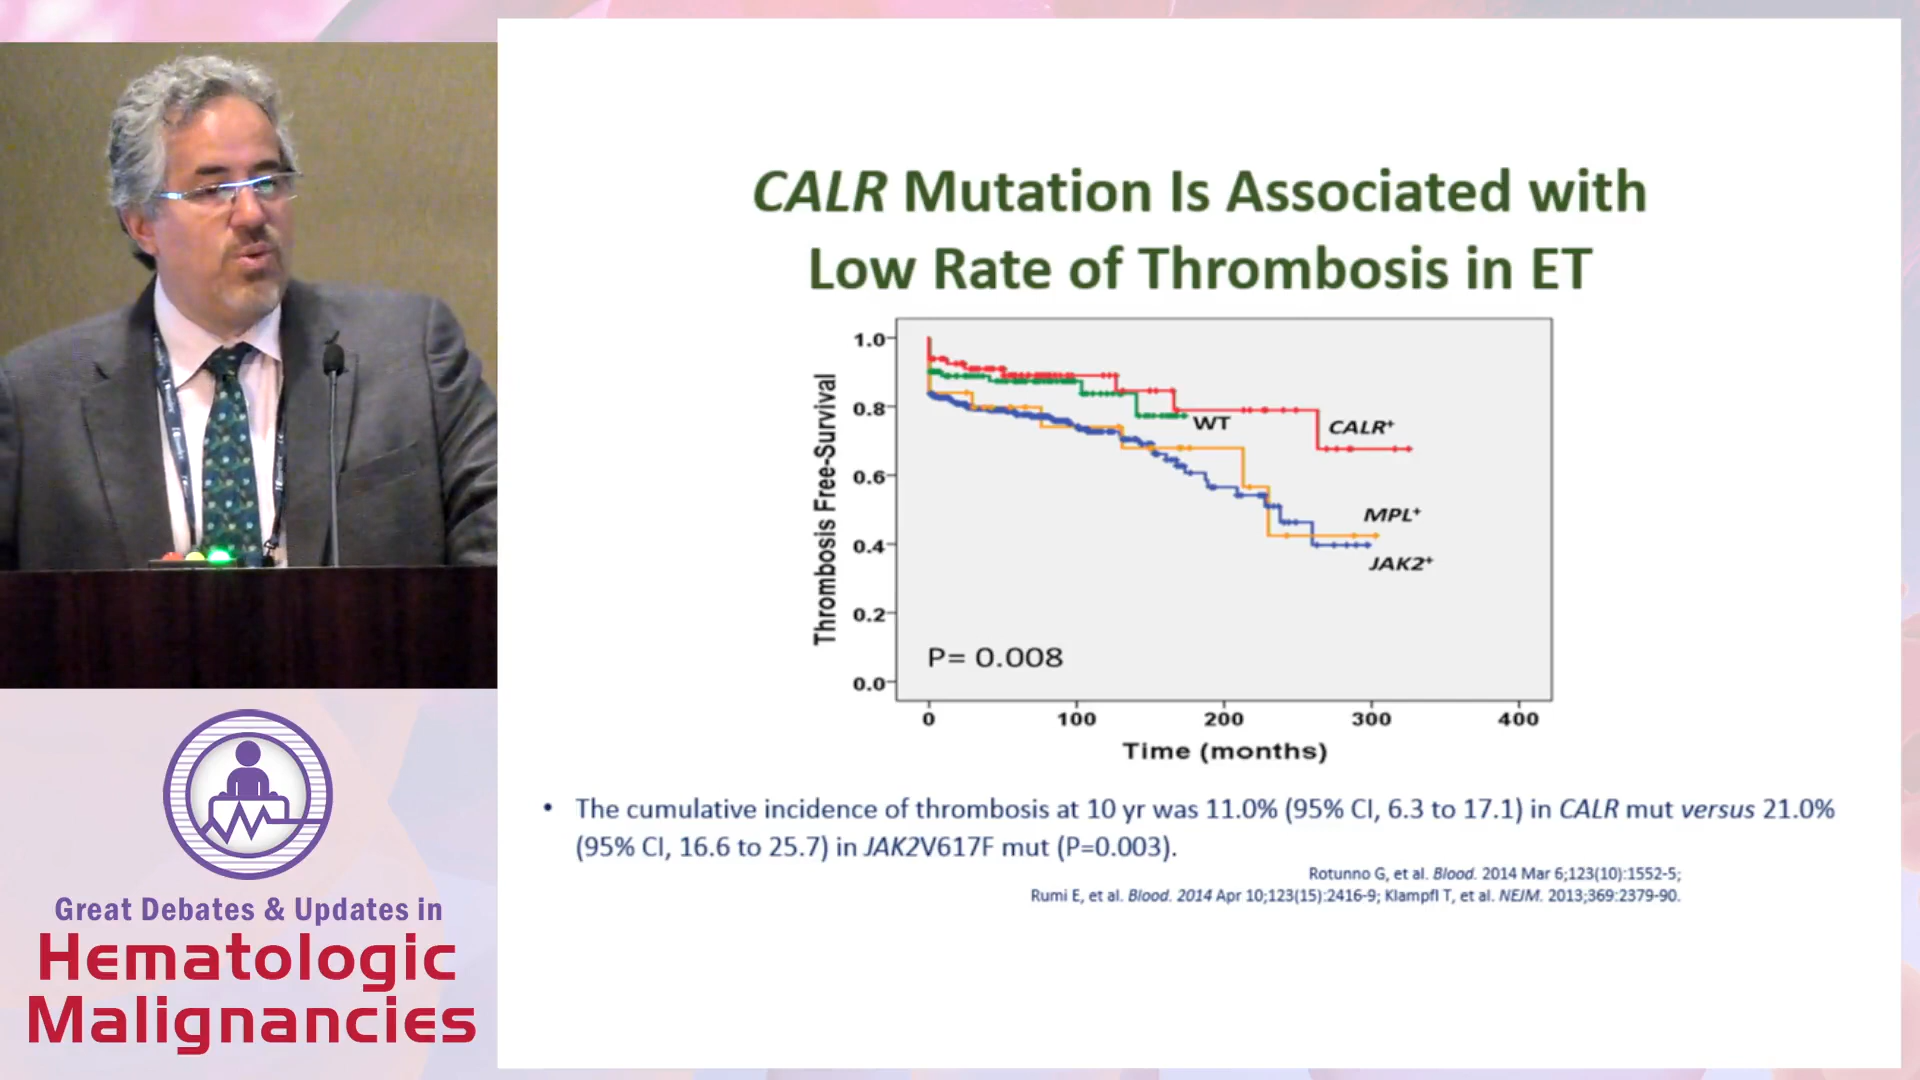 CALR Mutation Is Associated with
Low Rate of Thrombosis in ET
Thrombosis Free-Survival
1.0
0.8
0.6
0.4
0.2
0.0
WT
CALR+
MPL+
JAK2+
P= 0.008
0 100 200 300 400
Time (months)
• The cumulative incidence of thrombosis at 10 yr was 11.0% (95% CI, 6.3 to 17.1) in CALR mut versus 21.0%
(95% CI, 16.6 to 25.7) in JAK2V617F mut (P=0.003).
Rotunno G, et al. Blood. 2014 Mar 6;123(10):1552-5;
Rumi E, et al. Blood. 2014 Apr 10;123(15):2416-9; Klampfl T, et al. NEJM. 2013;369:2379-90.
Great Debates & Updates in
Hematologic
Malignancies